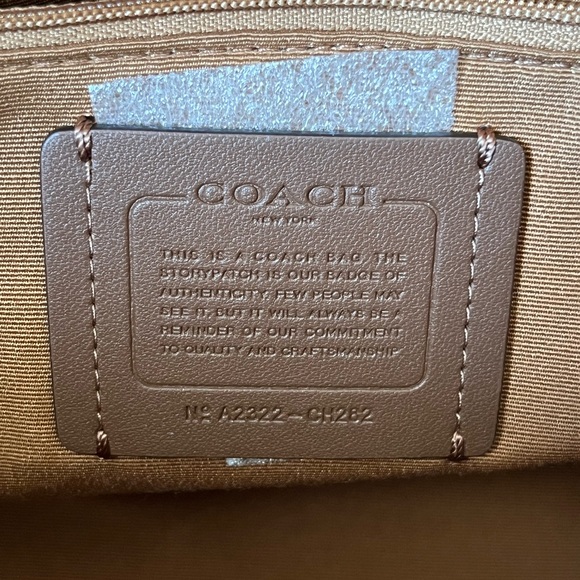 COACH
NEW YORK
THIS IS A COACH BAG. THE
STORYPATCH IS OUR BADGE OF
AUTHENTICITY. FEW PEOPLE MAY
SEE IT. BUT IT WILL ALWAYS BE A
REMINDER OF OUR COMMITMENT
TO QUALITY AND CRAFTSMANSHIP
Nº A2322-CH262